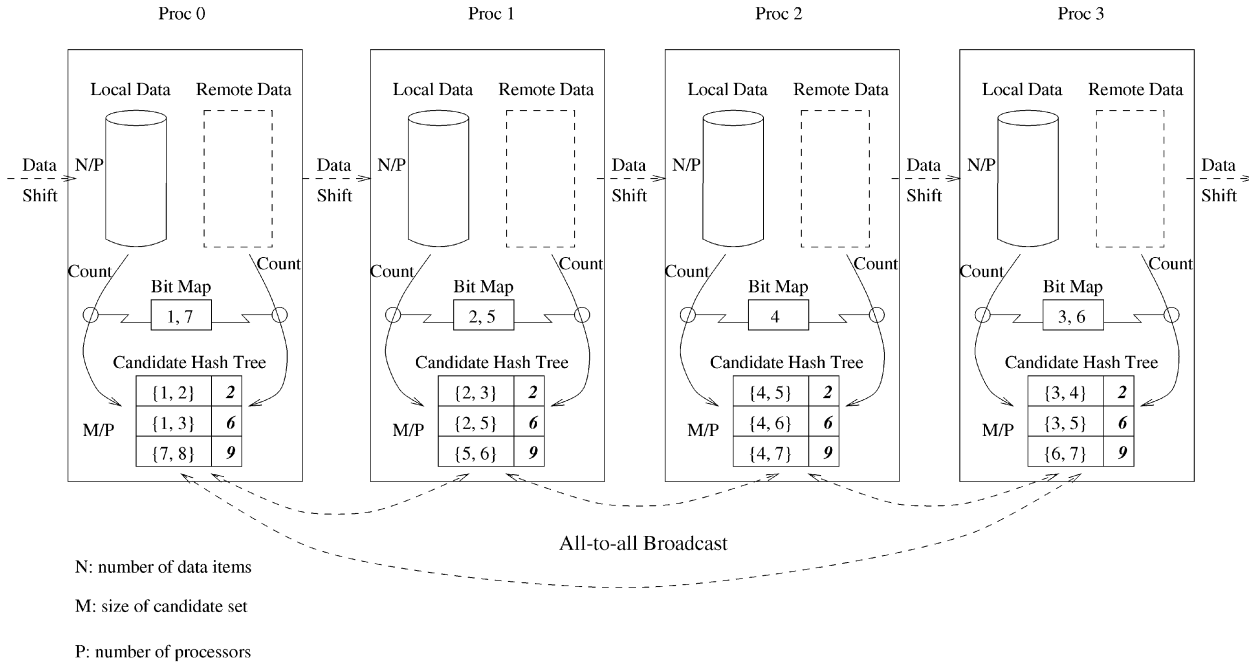 Proc 0 Proc 1 Proc 2 Proc 3
Local Data Remote Data Local Data Remote Data Local Data Remote Data Local Data Remote Data
Data N/P Data N/P Data N/P Data N/P Data
Shift Shift Shift Shift Shift
Count Count Count Count Count Count Count Count
Bit Map Bit Map Bit Map Bit Map
1, 7 2, 5 4 3, 6
Candidate Hash Tree Candidate Hash Tree Candidate Hash Tree Candidate Hash Tree
{1, 2} 2 {2, 3} 2 {4, 5} 2 {3, 4} 2
M/P {1, 3} 6 M/P {2, 5} 6 M/P {4, 6} 6 M/P {3, 5} 6
{7, 8} 9 {5, 6} 9 {4, 7} 9 {6, 7} 9
All-to-all Broadcast
N: number of data items
M: size of candidate set
P: number of processors